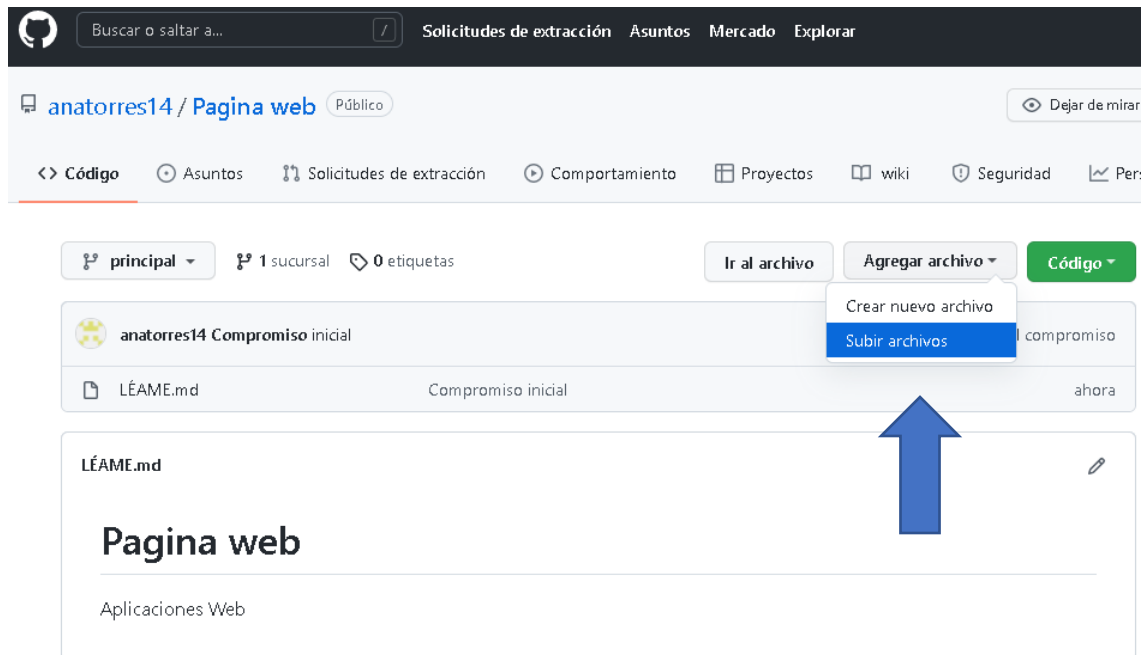 Buscar o saltar a... / Solicitudes de extracción Asuntos Mercado Explorar
anatorres14 / Pagina web Público Dejar de mirar
<> Código Asuntos Solicitudes de extracción Comportamiento Proyectos wiki Seguridad Pers
principal 1 sucursal 0 etiquetas Ir al archivo Agregar archivo Código
Crear nuevo archivo
anatorres14 Compromiso inicial Subir archivos compromiso
LÉAME.md Compromiso inicial ahora
LÉAME.md
Pagina web
Aplicaciones Web